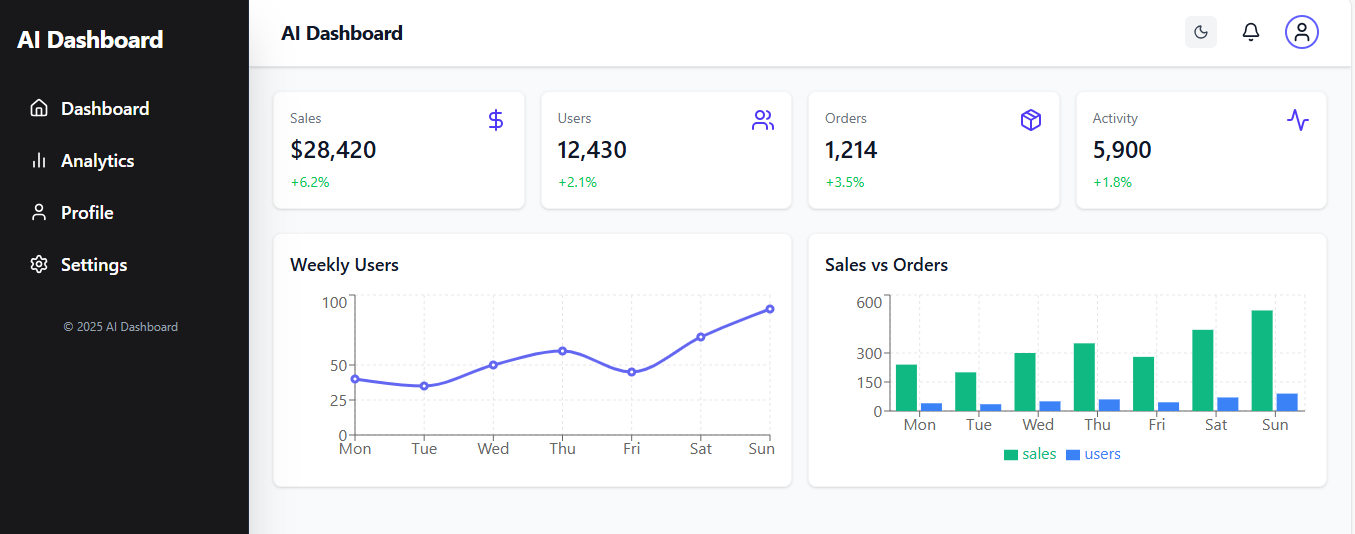 AI Dashboard
Dashboard
Analytics
Profile
Settings
© 2025 AI Dashboard
AI Dashboard
Sales
$28,420
+6.2%
Users
12,430
+2.1%
Orders
1,214
+3.5%
Activity
5,900
+1.8%
Weekly Users
100
50
25
0
Mon Tue Wed Thu Fri Sat Sun
Sales vs Orders
600
300
150
0
Mon Tue Wed Thu Fri Sat Sun
sales users